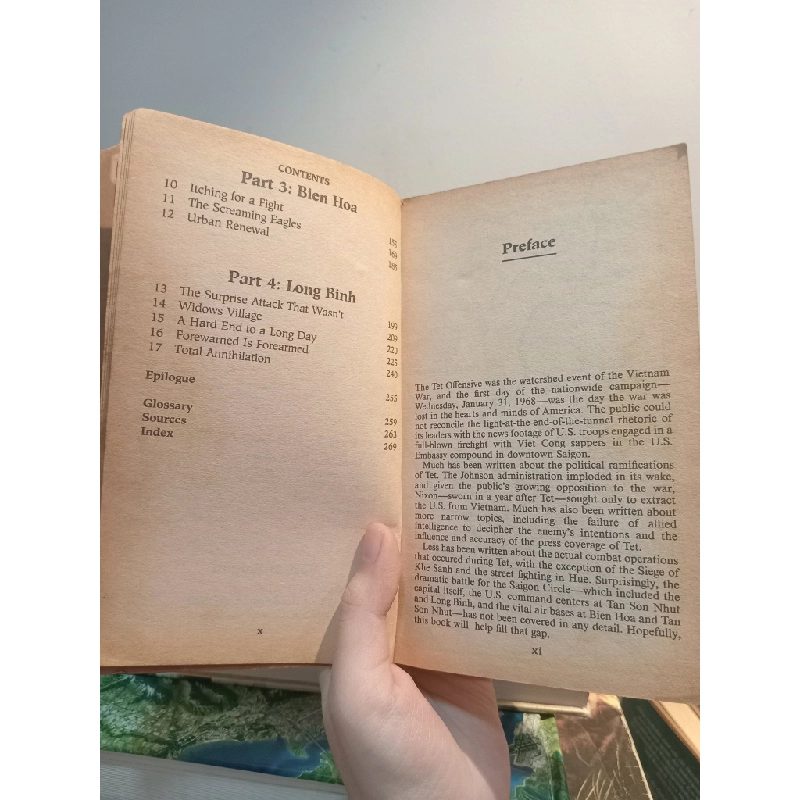 CONTENTS
Part 3: Bien Hoa
10 Itching for a Fight
11 The Screaming Eagles
12 Urban Renewal
Part 4: Long Binh
13 The Surprise Attack That Wasn't 199
14 Widows Village 209
15 A Hard End to a Long Day 220
16 Forewarned Is Forearmed 225
17 Total Annihilation 240
Epilogue 255
Glossary 259
Sources 263
Index 269
x
Preface
The Tet Offensive was the watershed event of the Vietnam
War, and the first day of the nationwide campaign—
Wednesday, January 31, 1968—was the day the war was
lost in the hearts and minds of America. The public could
not reconcile the light-at-the-end-of-the-tunnel rhetoric of
its leaders with the news footage of U.S. troops engaged in a
full-blown firefight with Viet Cong sappers in the U.S.
Embassy compound in downtown Saigon.
Much has been written about the political ramifications
of Tet. The Johnson administration imploded in its wake,
and given the public's growing opposition to the war,
Nixon—sworn in a year after Tet—sought only to extract
the U.S. from Vietnam. Much has also been written about
more narrow topics, including the failure of allied
intelligence to decipher the enemy's intentions and the
influence and accuracy of the press coverage of Tet.
Less has been written about the actual combat operations
that occured during Tet, with the exception of the Siege of
Khe Sanh and the street fighting in Hue. Surprisingly, the
dramatic battle for the Saigon Circle—which included the
capital itself, the U.S. command centers at Tan Son Nhut
and Long Binh, and the vital air bases at Bien Hoa and Tan
Son Nhut—has not been covered in any detail. Hopefully,
this book will help fill that gap.
xi